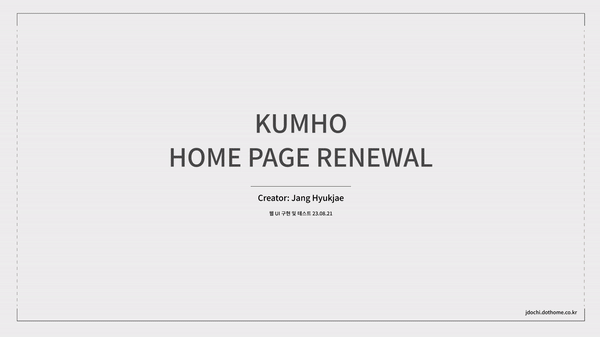 KUMHO
HOME PAGE RENEWAL
Creator: Jang Hyukjae
웹 UI 구현 및 테스트 23.08.21
jdochi.dothome.co.kr